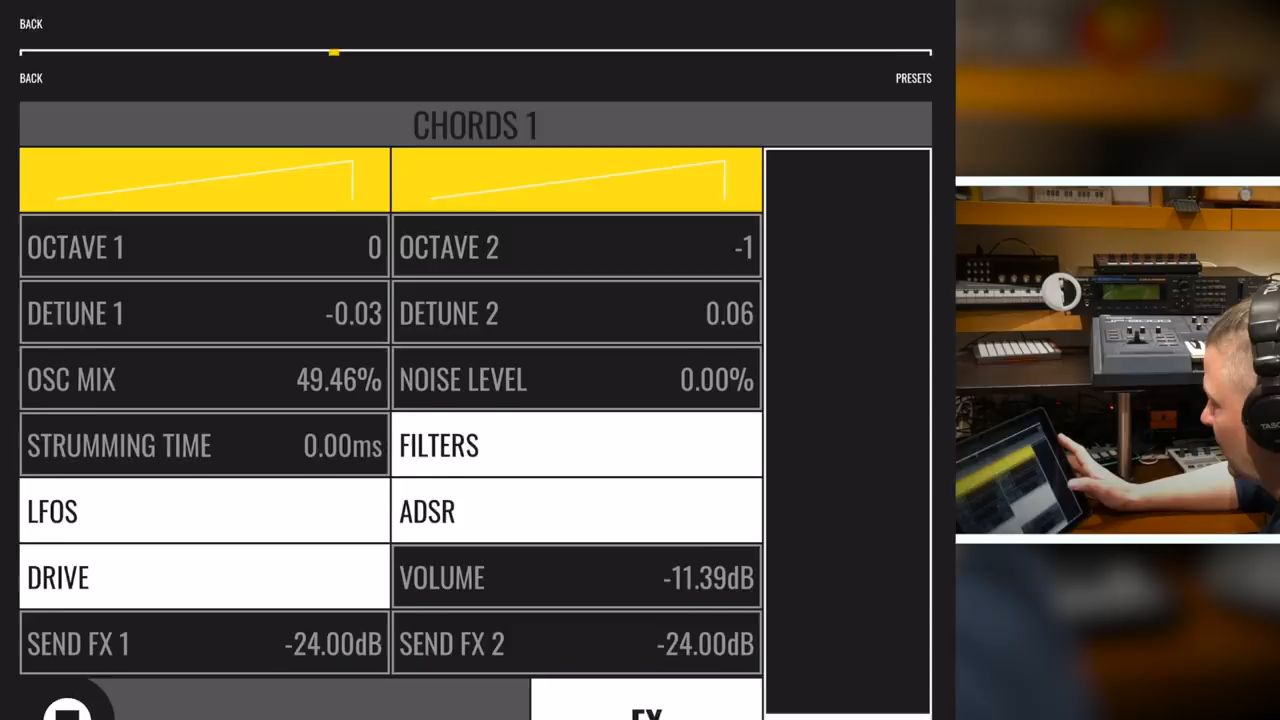 BACK
BACK PRESETS
CHORDS 1
OCTAVE 1 0 OCTAVE 2 -1
DETUNE 1 -0.03 DETUNE 2 0.06
OSC MIX 49.46% NOISE LEVEL 0.00%
STRUMMING TIME 0.00ms FILTERS
LFOS ADSR
DRIVE VOLUME -11.39dB
SEND FX 1 -24.00dB SEND FX 2 -24.00dB
FX